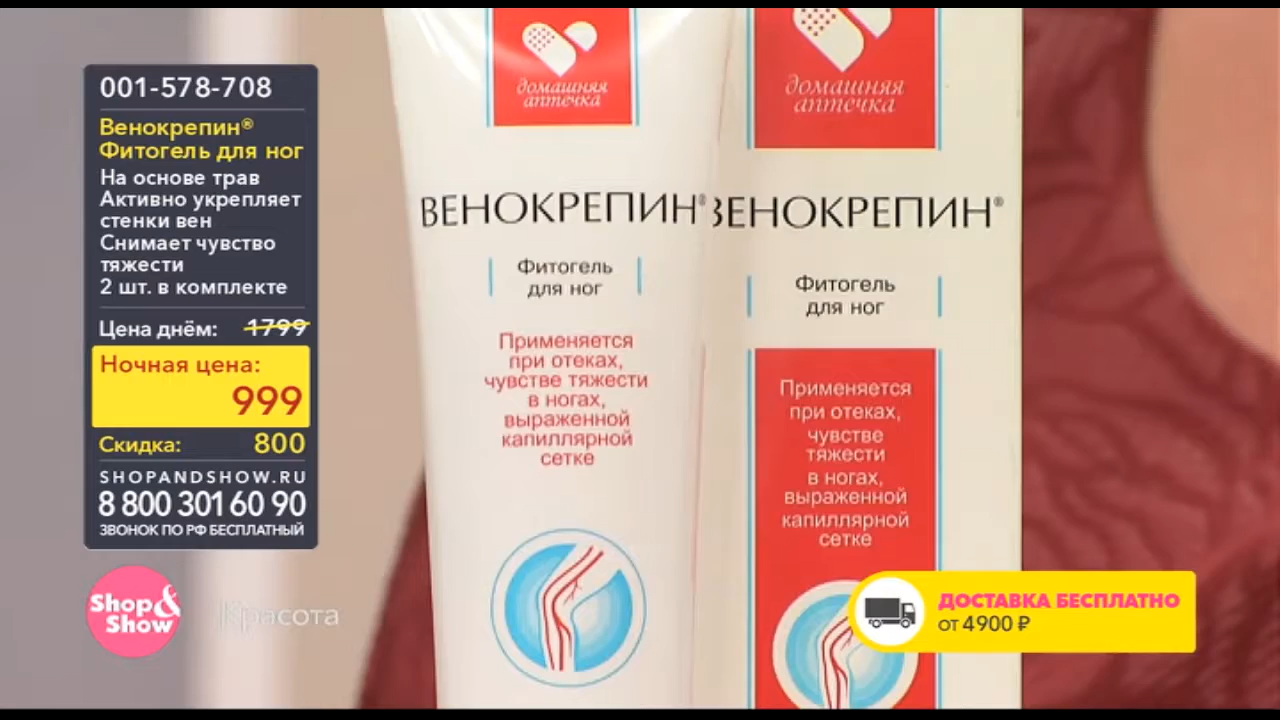 001-578-708
Венокрепин®
Фитогель для ног
На основе трав
Активно укрепляет
стенки вен
Снимает чувство
тяжести
2 шт. в комплекте
Цена днём: 1799
Ночная цена:
999
Скидка: 800
SHOPANDSHOW.RU
8 800 301 60 90
ЗВОНОК ПО РФ БЕСПЛАТНЫЙ
Shop&
Show
Красота
домашняя
аптечка
ВЕНОКРЕПИН®
Фитогель
для ног
Применяется
при отеках,
чувстве тяжести
в ногах,
выраженной
капиллярной
сетке
домашняя
аптечка
ВЕНОКРЕПИН®
Фитогель
для ног
Применяется
при отеках,
чувстве
тяжести
в ногах,
выраженной
капиллярной
сетке
ДОСТАВКА БЕСПЛАТНО
от 4900 ₽